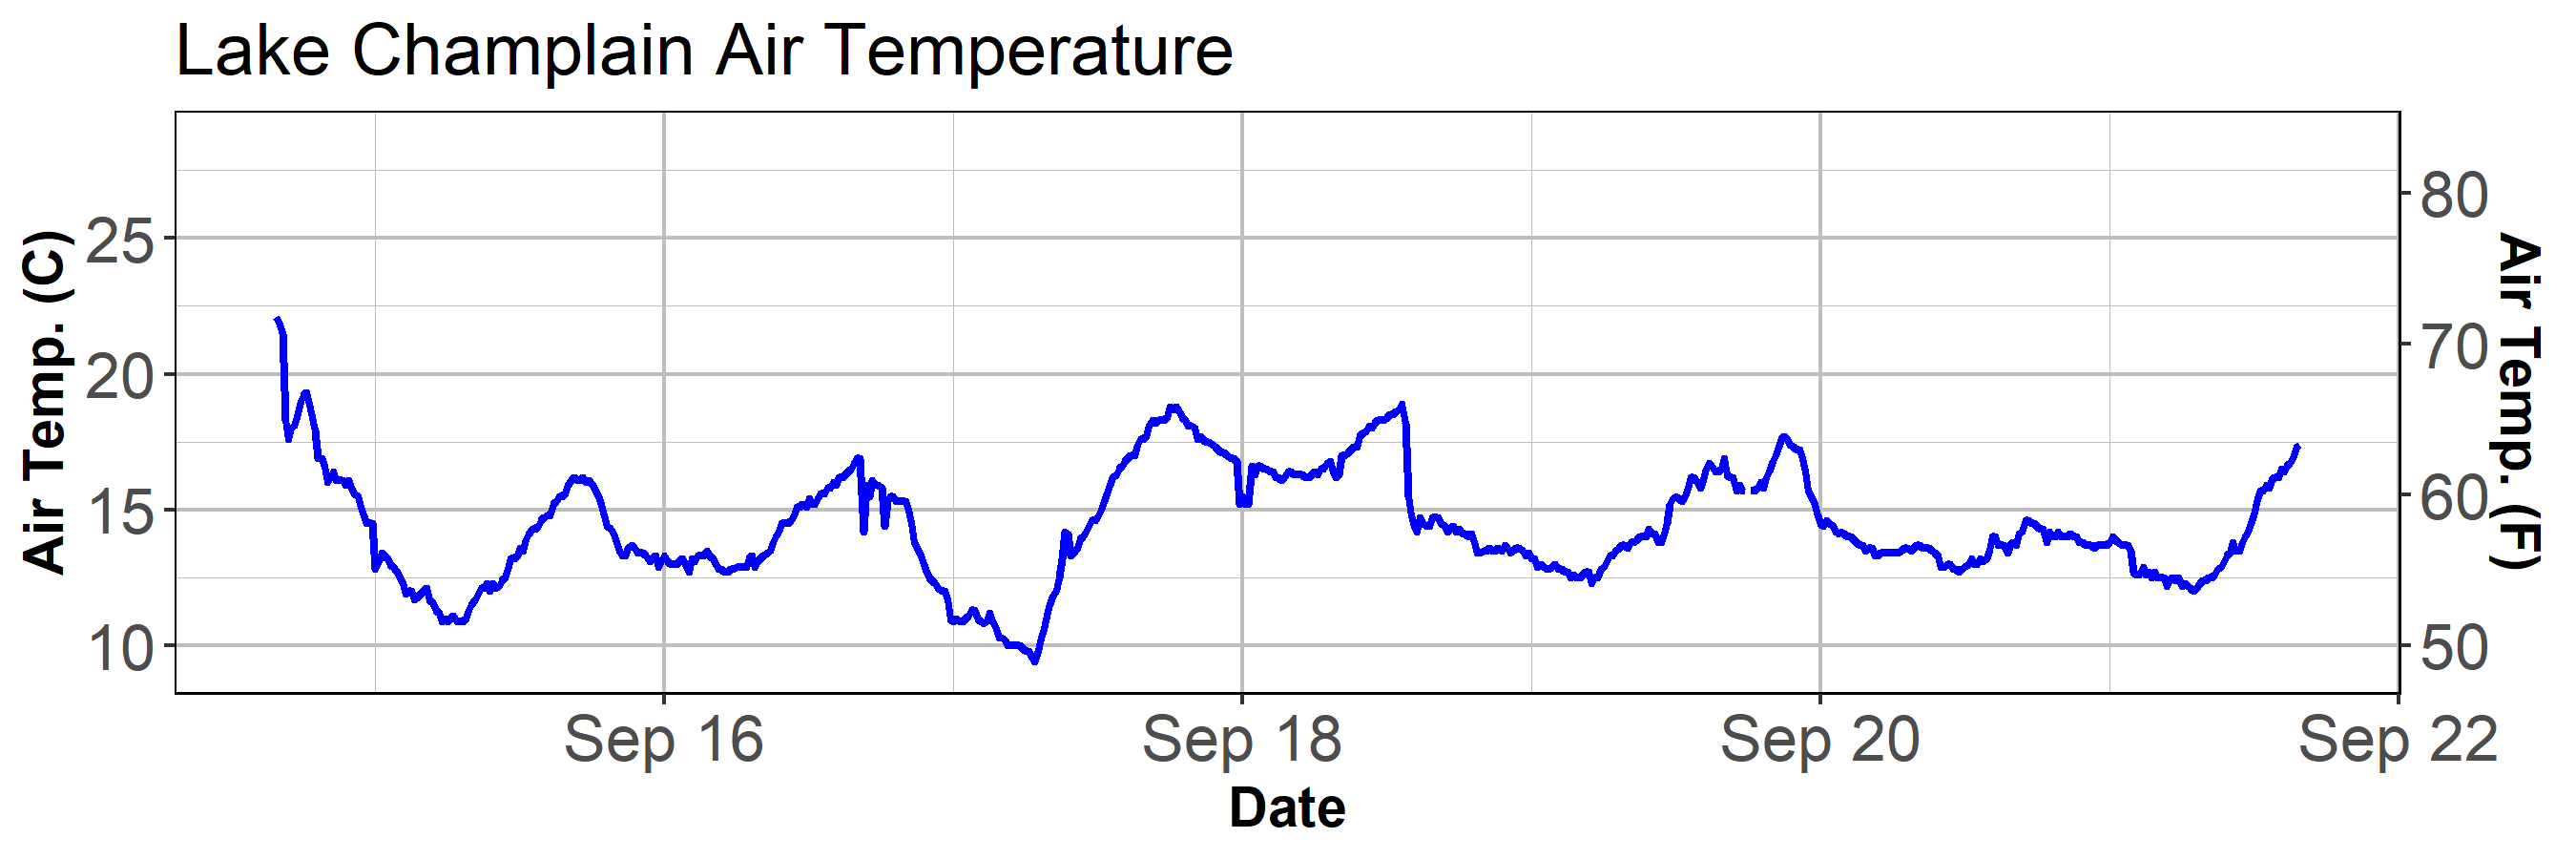 Lake Champlain Air Temperature
Air Temp. (C)
25
20
15
10
80
70
60
50
Air Temp. (F)
Sep 16 Sep 18 Sep 20 Sep 22
Date